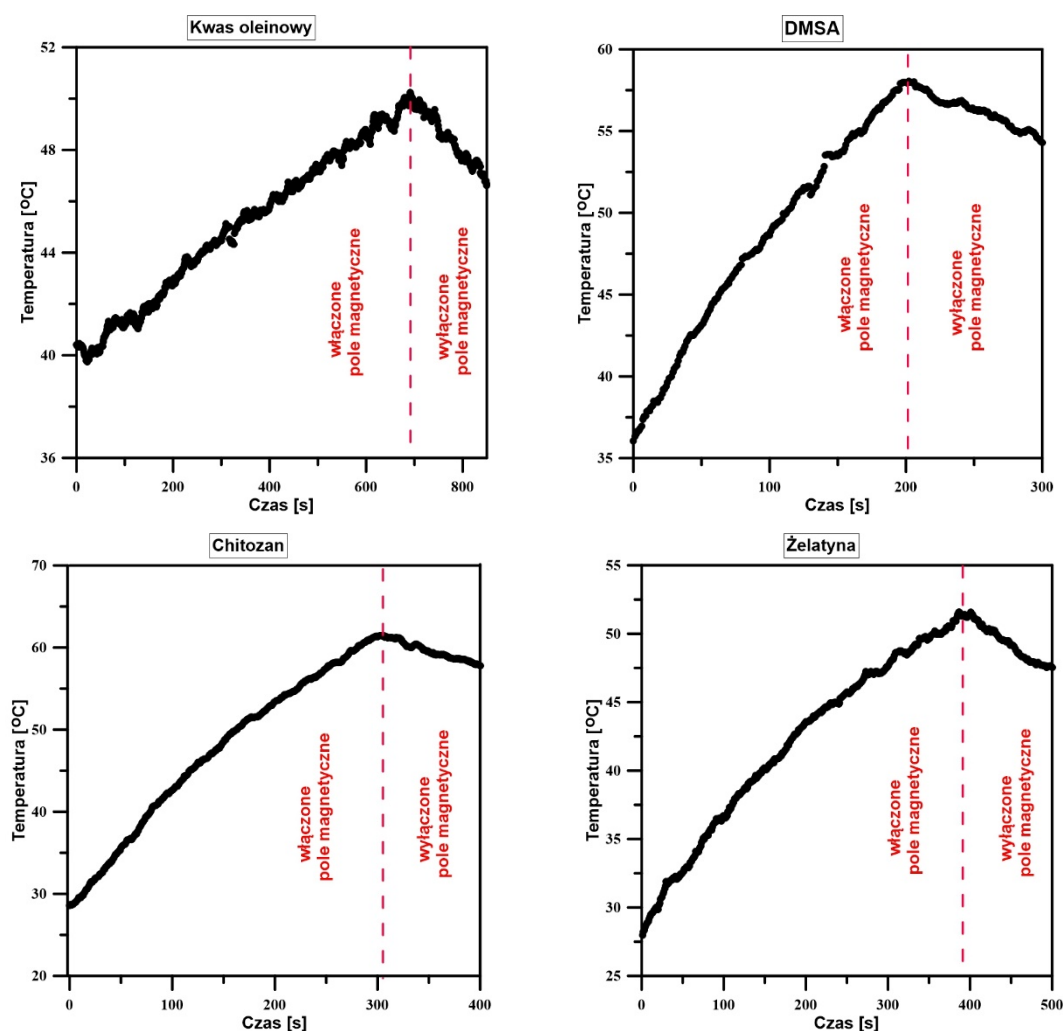 Kwas oleinowy
52
48
44
40
36
Temperatura [°C]
włączone
pole magnetyczne
wyłączone
pole magnetyczne
0
200
400
600
800
Czas [s]
DMSA
60
55
50
45
40
35
Temperatura [°C]
włączone
pole magnetyczne
wyłączone
pole magnetyczne
0
100
200
300
Czas [s]
Chitozan
70
60
50
40
30
20
Temperatura [°C]
włączone
pole magnetyczne
wyłączone
pole magnetyczne
0
100
200
300
400
Czas [s]
Żelatyna
55
50
45
40
35
30
25
Temperatura [°C]
włączone
pole magnetyczne
wyłączone
pole magnetyczne
0
100
200
300
400
500
Czas [s]